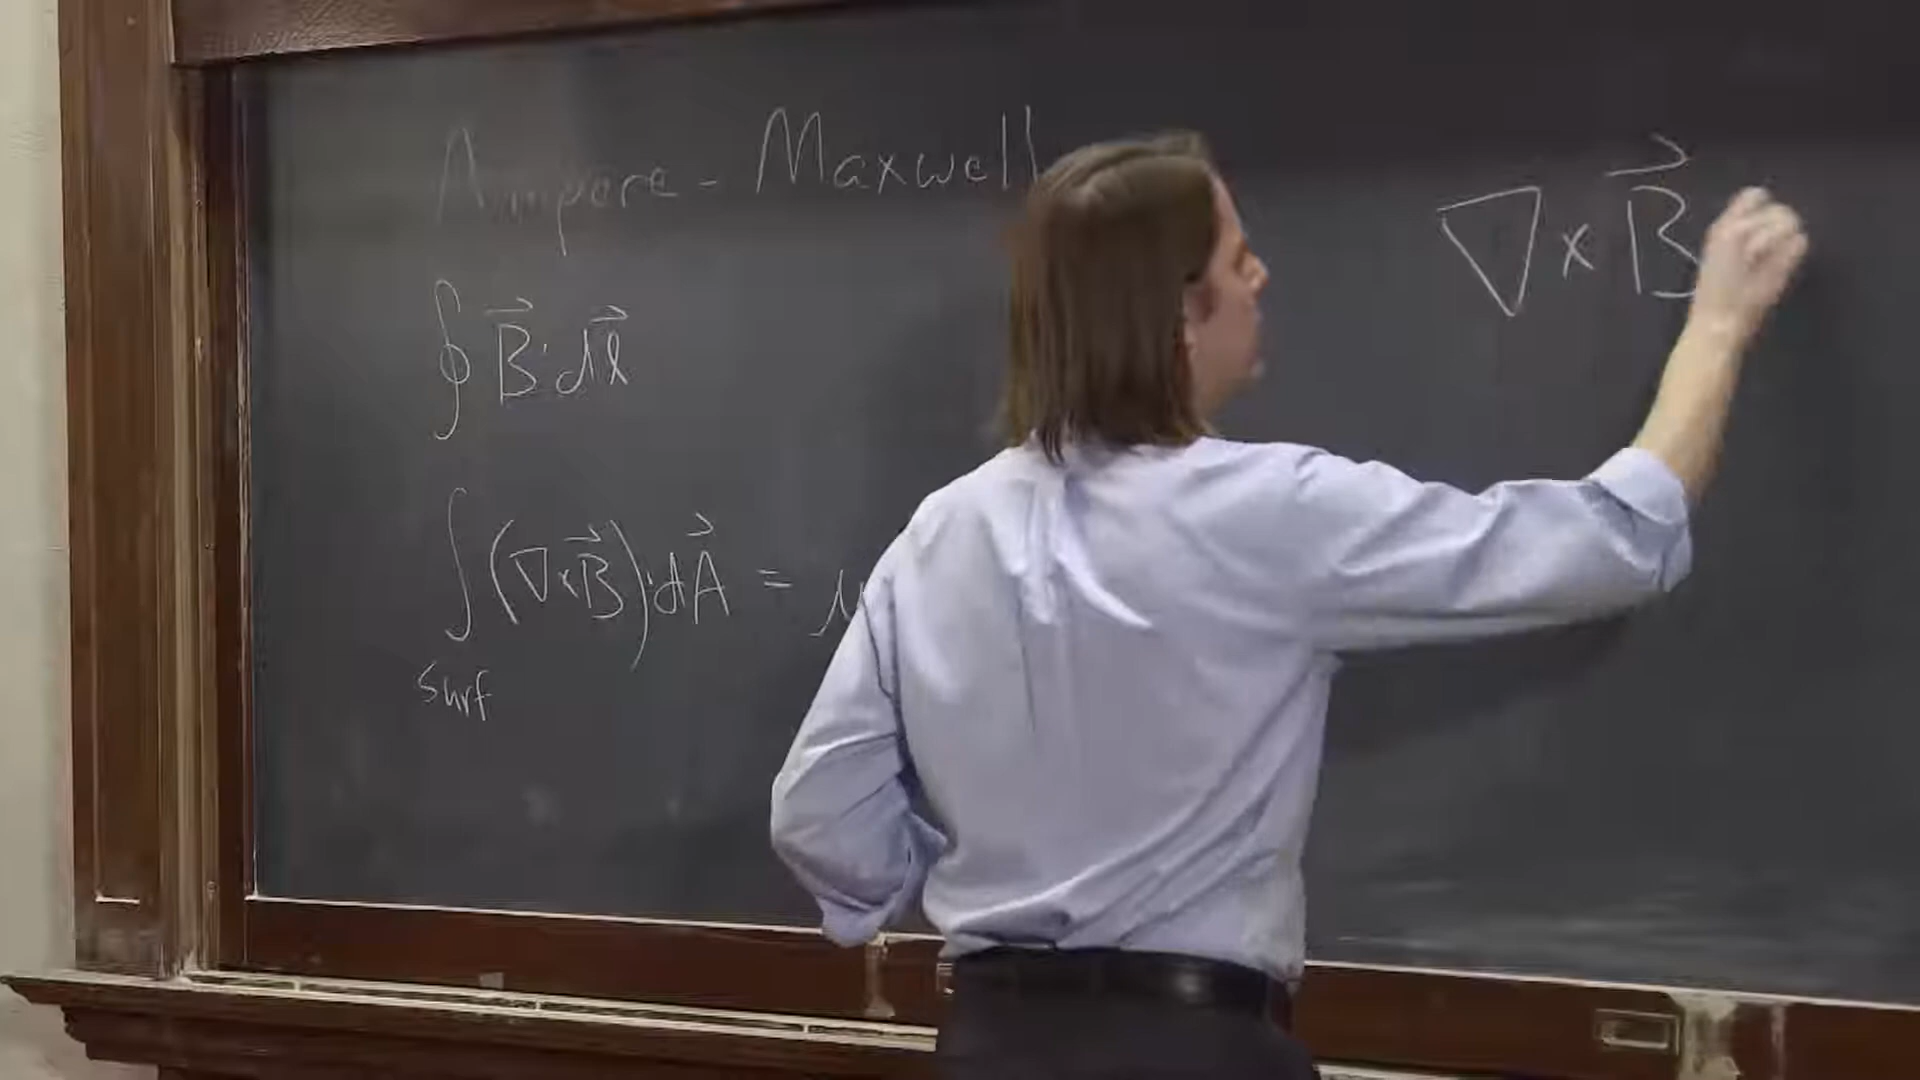 Ampere - Maxwell
∮ B⃗ · dl⃗
∫ (∇×B⃗) · dA⃗ = μ
surf
∇ × B⃗